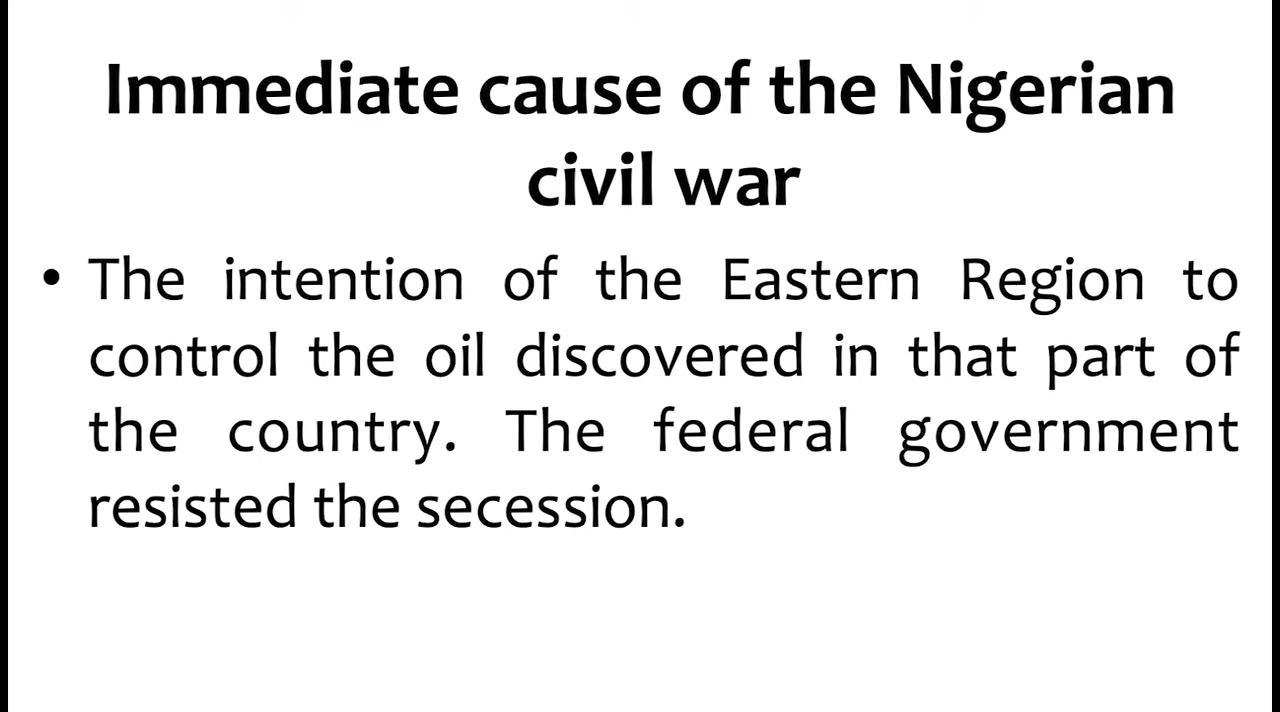 Immediate cause of the Nigerian
civil war
• The intention of the Eastern Region to
control the oil discovered in that part of
the country. The federal government
resisted the secession.